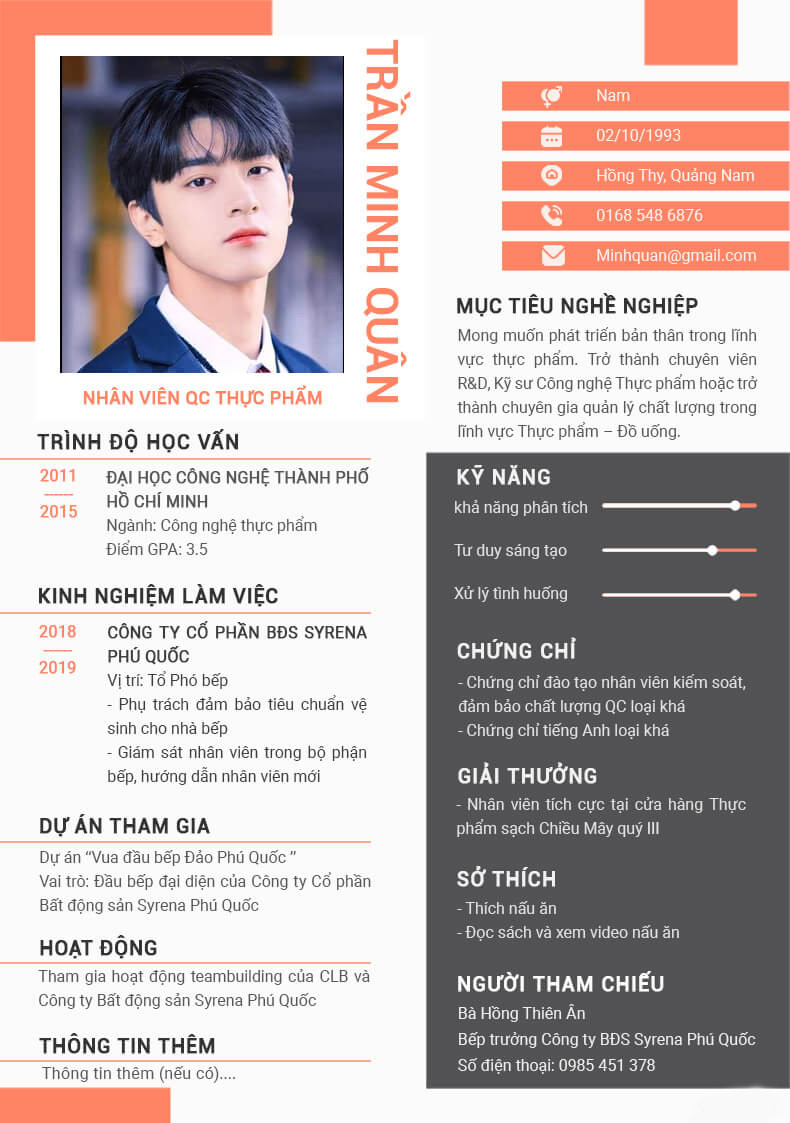 TRẦN MINH QUÂN
NHÂN VIÊN QC THỰC PHẨM
Nam
02/10/1993
Hồng Thy, Quảng Nam
0168 548 6876
Minhquan@gmail.com
MỤC TIÊU NGHỀ NGHIỆP
Mong muốn phát triển bản thân trong lĩnh
vực thực phẩm. Trở thành chuyên viên
R&D, Kỹ sư Công nghệ Thực phẩm hoặc trở
thành chuyên gia quản lý chất lượng trong
lĩnh vực Thực phẩm – Đồ uống.
TRÌNH ĐỘ HỌC VẤN
2011
------
2015
ĐẠI HỌC CÔNG NGHỆ THÀNH PHỐ
HỒ CHÍ MINH
Ngành: Công nghệ thực phẩm
Điểm GPA: 3.5
KINH NGHIỆM LÀM VIỆC
2018
------
2019
CÔNG TY CỔ PHẦN BĐS SYRENA
PHÚ QUỐC
Vị trí: Tổ Phó bếp
- Phụ trách đảm bảo tiêu chuẩn vệ
sinh cho nhà bếp
- Giám sát nhân viên trong bộ phận
bếp, hướng dẫn nhân viên mới
DỰ ÁN THAM GIA
Dự án “Vua đầu bếp Đảo Phú Quốc ”
Vai trò: Đầu bếp đại diện của Công ty Cổ phần
Bất động sản Syrena Phú Quốc
HOẠT ĐỘNG
Tham gia hoạt động teambuilding của CLB và
Công ty Bất động sản Syrena Phú Quốc
THÔNG TIN THÊM
Thông tin thêm (nếu có)....
KỸ NĂNG
khả năng phân tích
Tư duy sáng tạo
Xử lý tình huống
CHỨNG CHỈ
- Chứng chỉ đào tạo nhân viên kiểm soát,
đảm bảo chất lượng QC loại khá
- Chứng chỉ tiếng Anh loại khá
GIẢI THƯỞNG
- Nhân viên tích cực tại cửa hàng Thực
phẩm sạch Chiều Mây quý III
SỞ THÍCH
- Thích nấu ăn
- Đọc sách và xem video nấu ăn
NGƯỜI THAM CHIẾU
Bà Hồng Thiên Ân
Bếp trưởng Công ty BĐS Syrena Phú Quốc
Số điện thoại: 0985 451 378